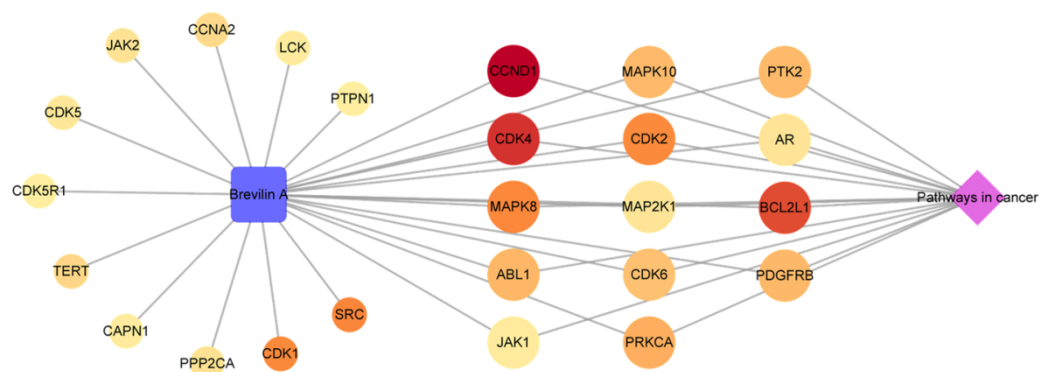 CCNA2
JAK2
LCK
CDK5
PTPN1
CDK5R1
Brevilin A
TERT
CAPN1
PPP2CA
CDK1
SRC
CCND1
MAPK10
PTK2
CDK4
CDK2
AR
MAPK8
MAP2K1
BCL2L1
ABL1
CDK6
PDGFRB
JAK1
PRKCA
Pathways in cancer